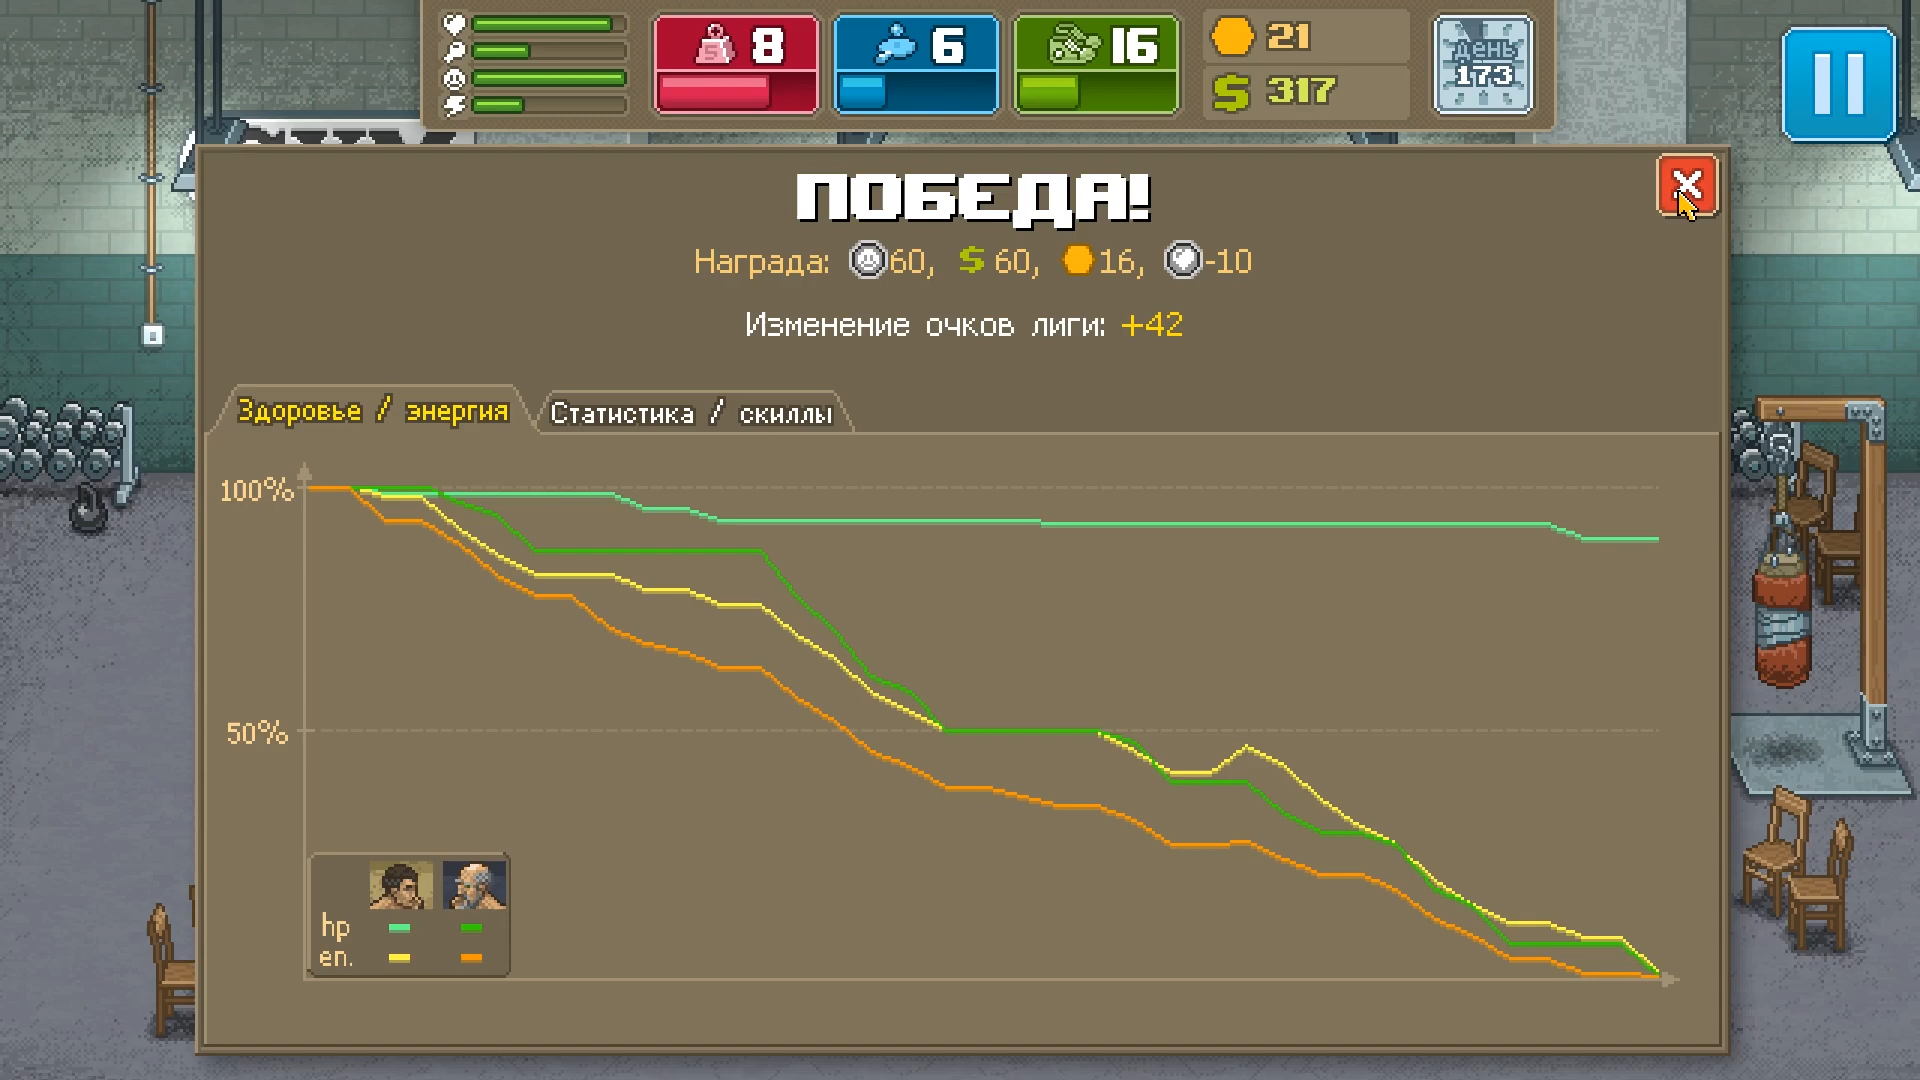 8
6
16
21
317
день
173
ПОБЕДА!
Награда: 60, $ 60, 16, -10
Изменение очков лиги: +42
Здоровье / энергия
Статистика / скиллы
100%
50%
hp
en.